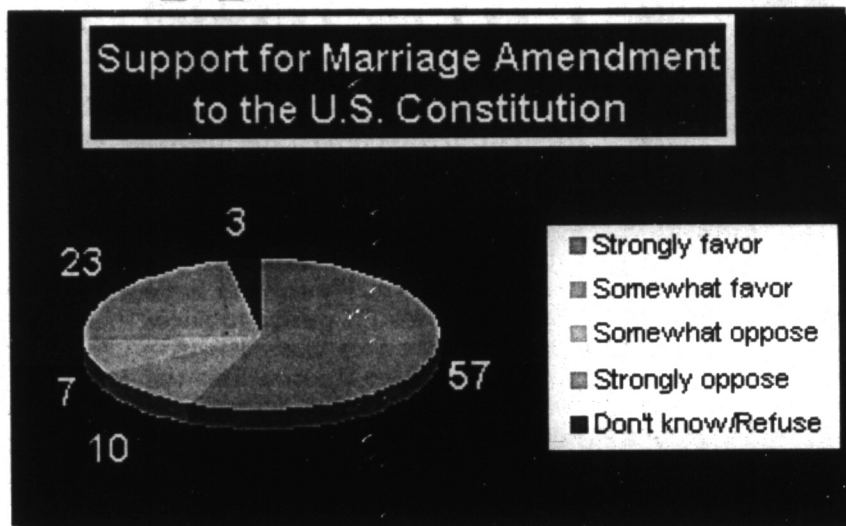 Support for Marriage Amendment
to the U.S. Constitution
3
23
57
7
10
Strongly favor
Somewhat favor
Somewhat oppose
Strongly oppose
Don't know/Refuse